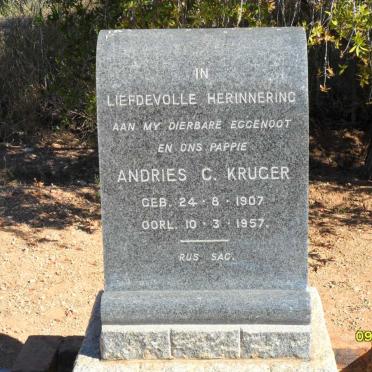 IN
LIEFDEVOLLE HERINNERING
AAN MY DIERBARE EGGENOOT
EN ONS PAPPIE
ANDRIES C. KRUGER
GEB. 24 · 8 · 1907
OORL. 10 · 3 · 1957.
RUS SAG.
09